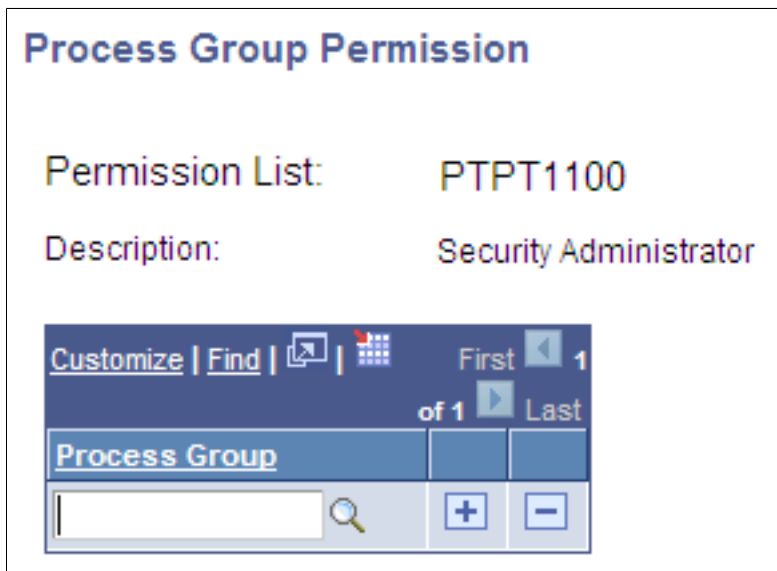 Process Group Permission
Permission List: PTPT1100
Description: Security Administrator
Customize | Find | | First 1
of 1 Last
Process Group